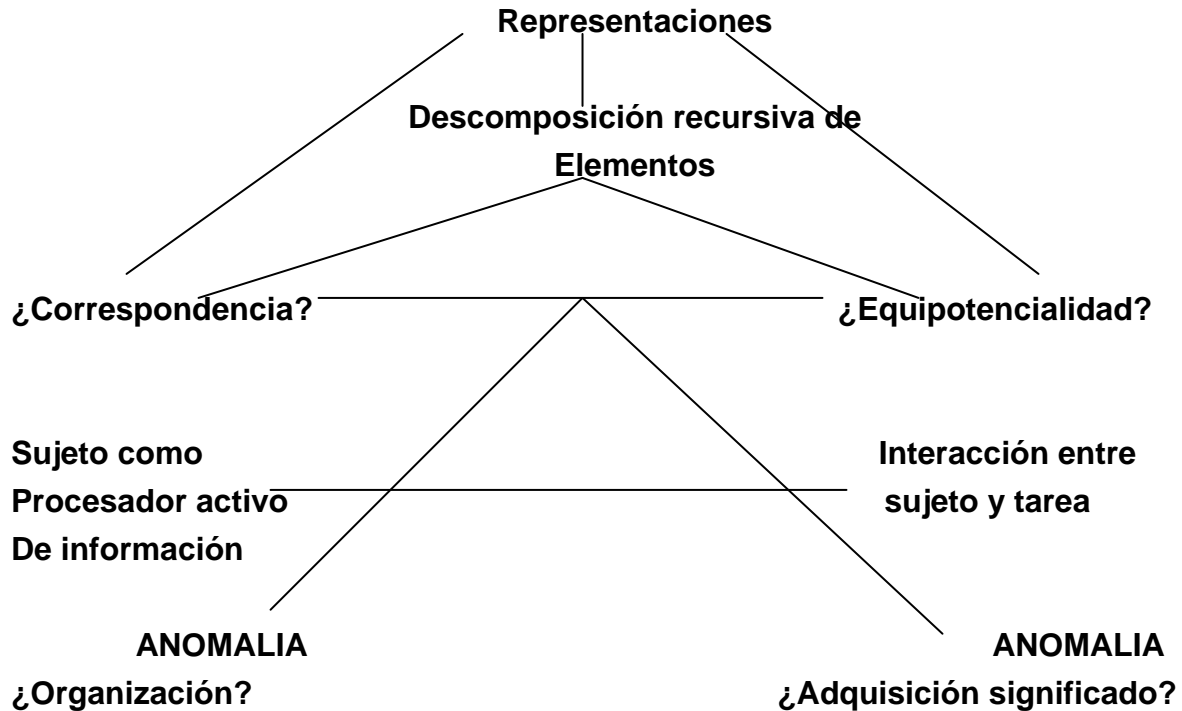 Representaciones
Descomposición recursiva de
Elementos
¿Correspondencia?
¿Equipotencialidad?
Sujeto como
Procesador activo
De información
Interacción entre
sujeto y tarea
ANOMALIA
¿Organización?
ANOMALIA
¿Adquisición significado?